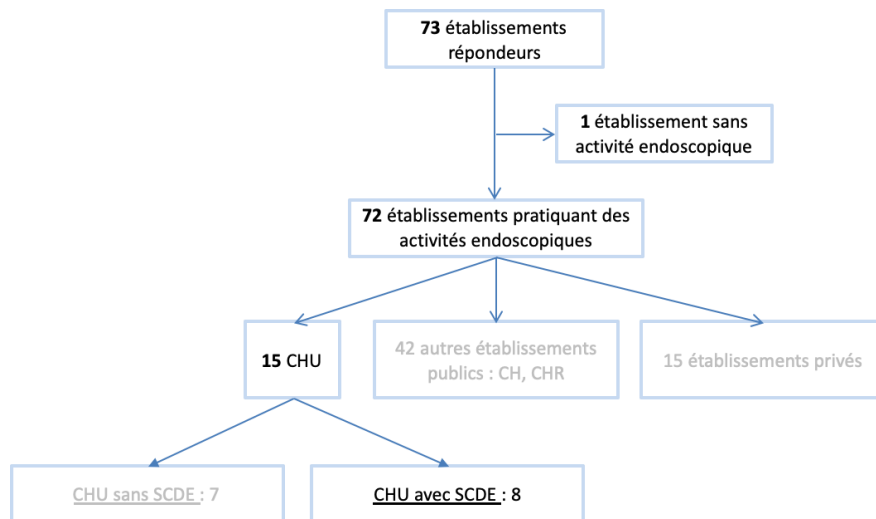 73 établissements
répondeurs
1 établissement sans
activité endoscopique
72 établissements pratiquant des
activités endoscopiques
15 CHU
42 autres établissements
publics : CH, CHR
15 établissements privés
CHU sans SCDE : 7
CHU avec SCDE : 8